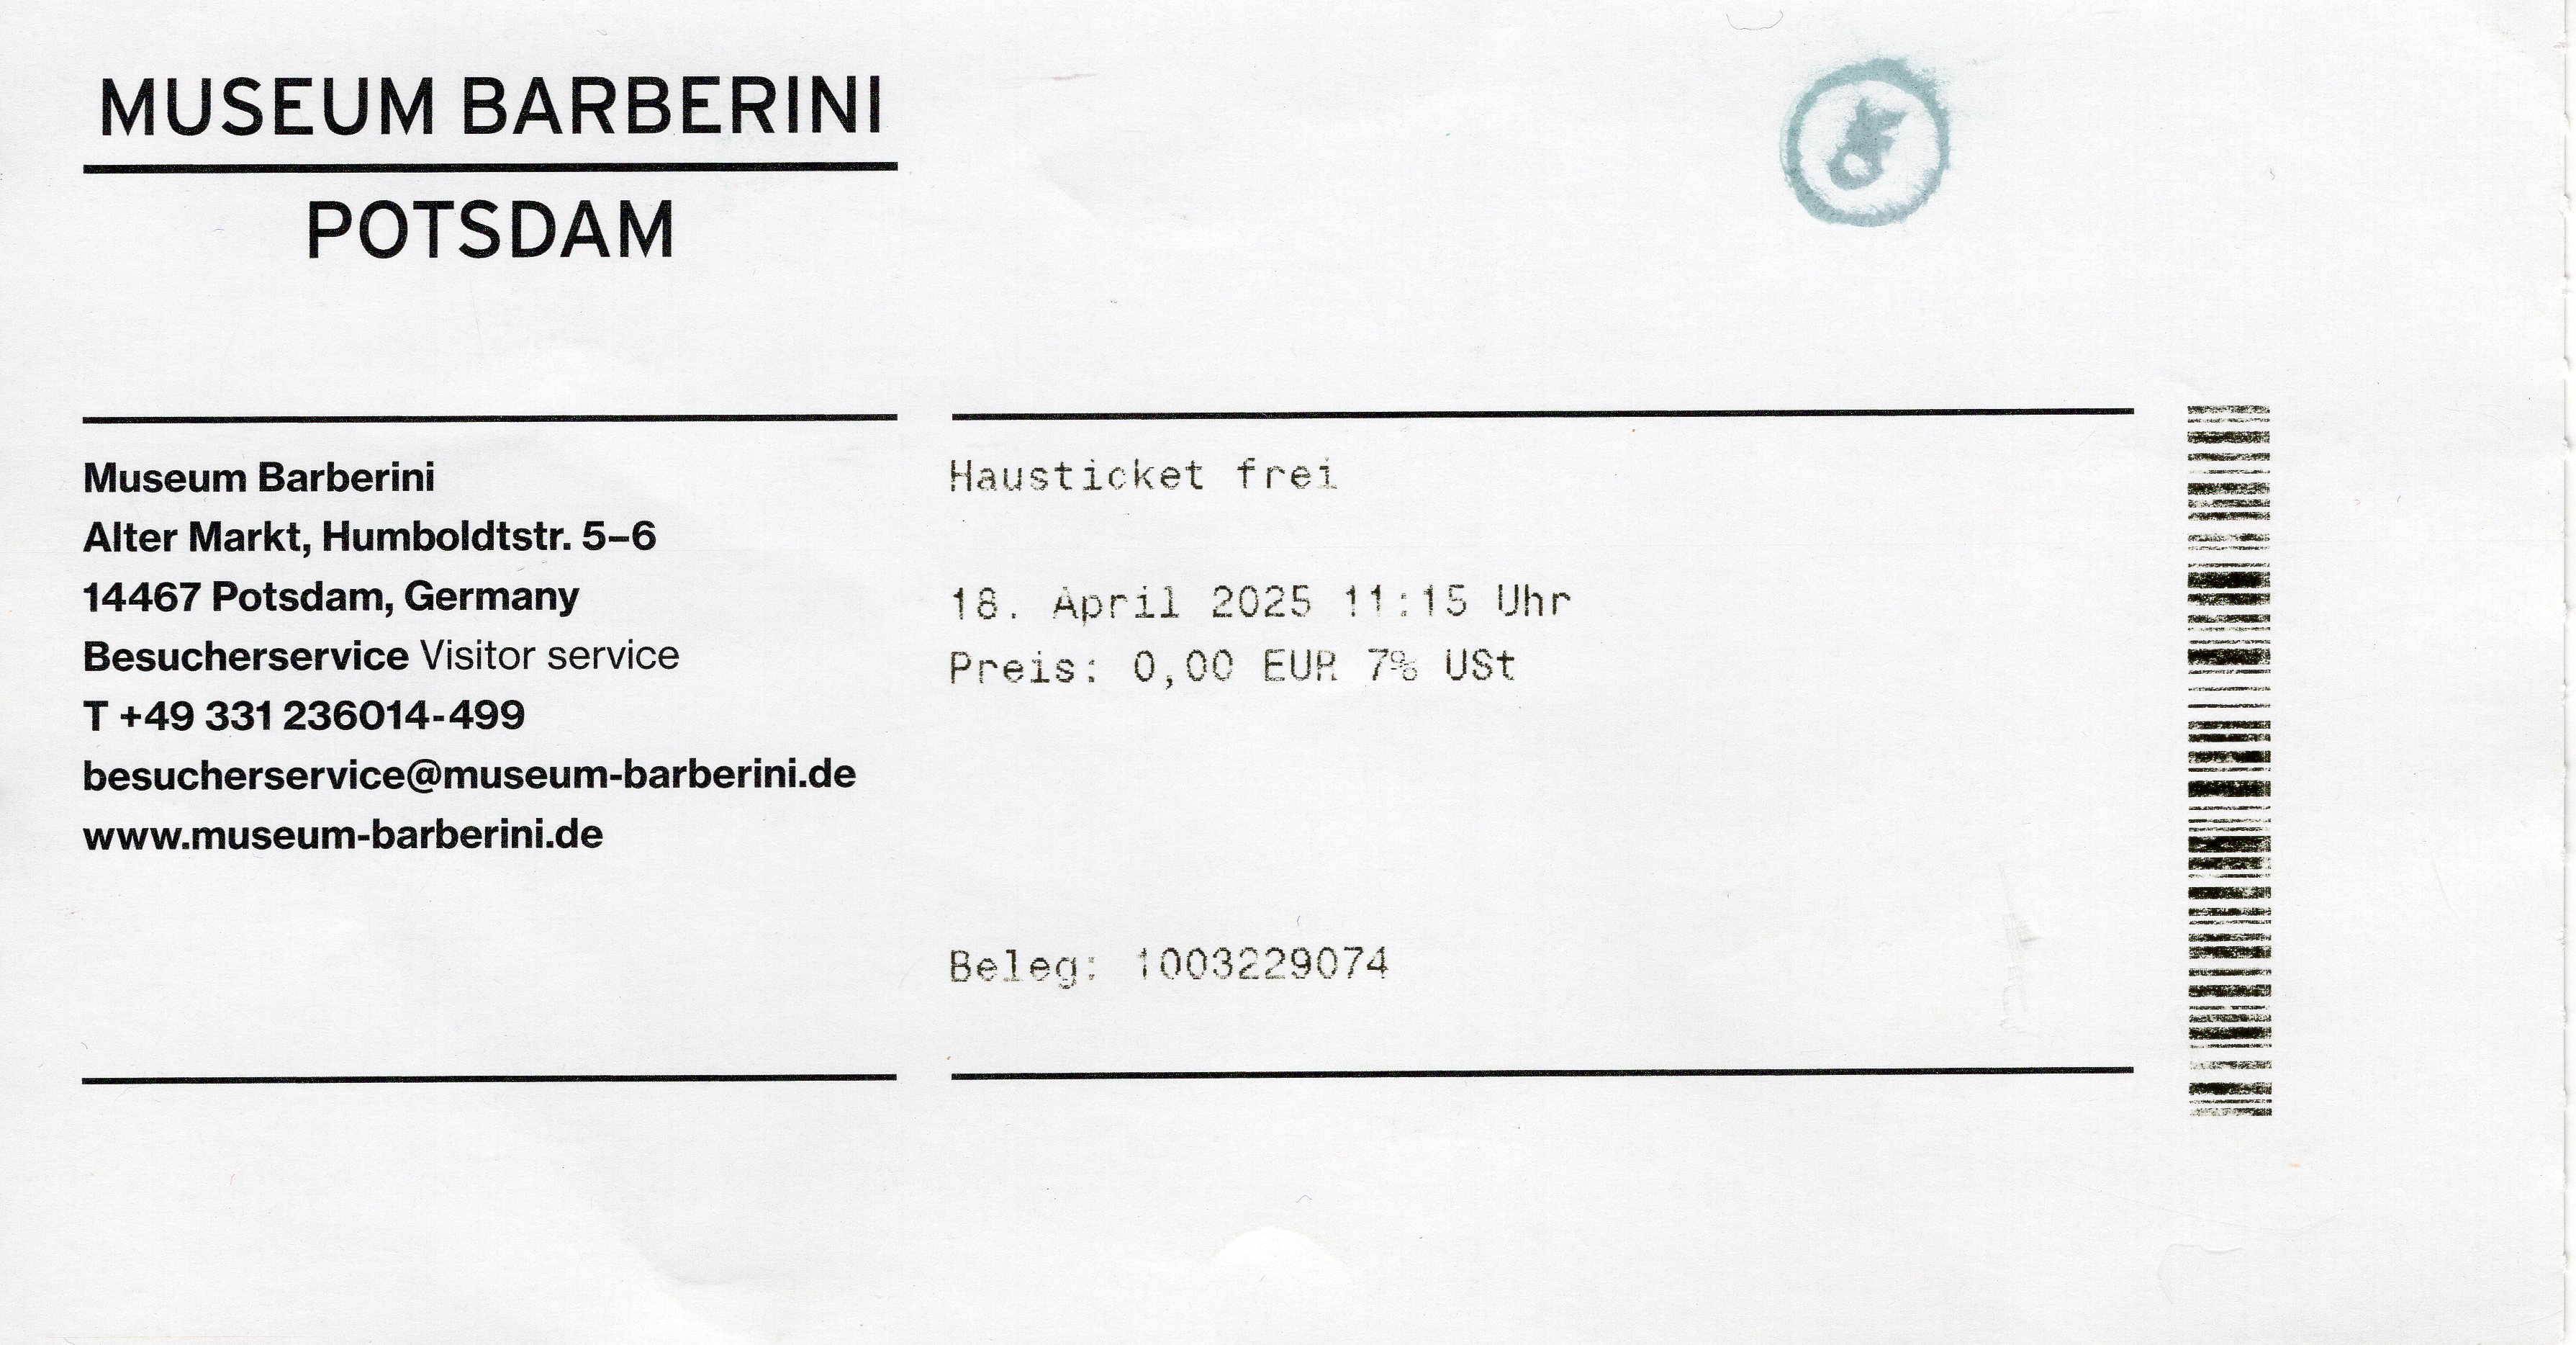 MUSEUM BARBERINI
POTSDAM
Museum Barberini
Alter Markt, Humboldtstr. 5–6
14467 Potsdam, Germany
Besucherservice Visitor service
T +49 331 236014-499
besucherservice@museum-barberini.de
www.museum-barberini.de
Hausticket frei
18. April 2025 11:15 Uhr
Preis: 0,00 EUR 7% USt
Beleg: 1003229074